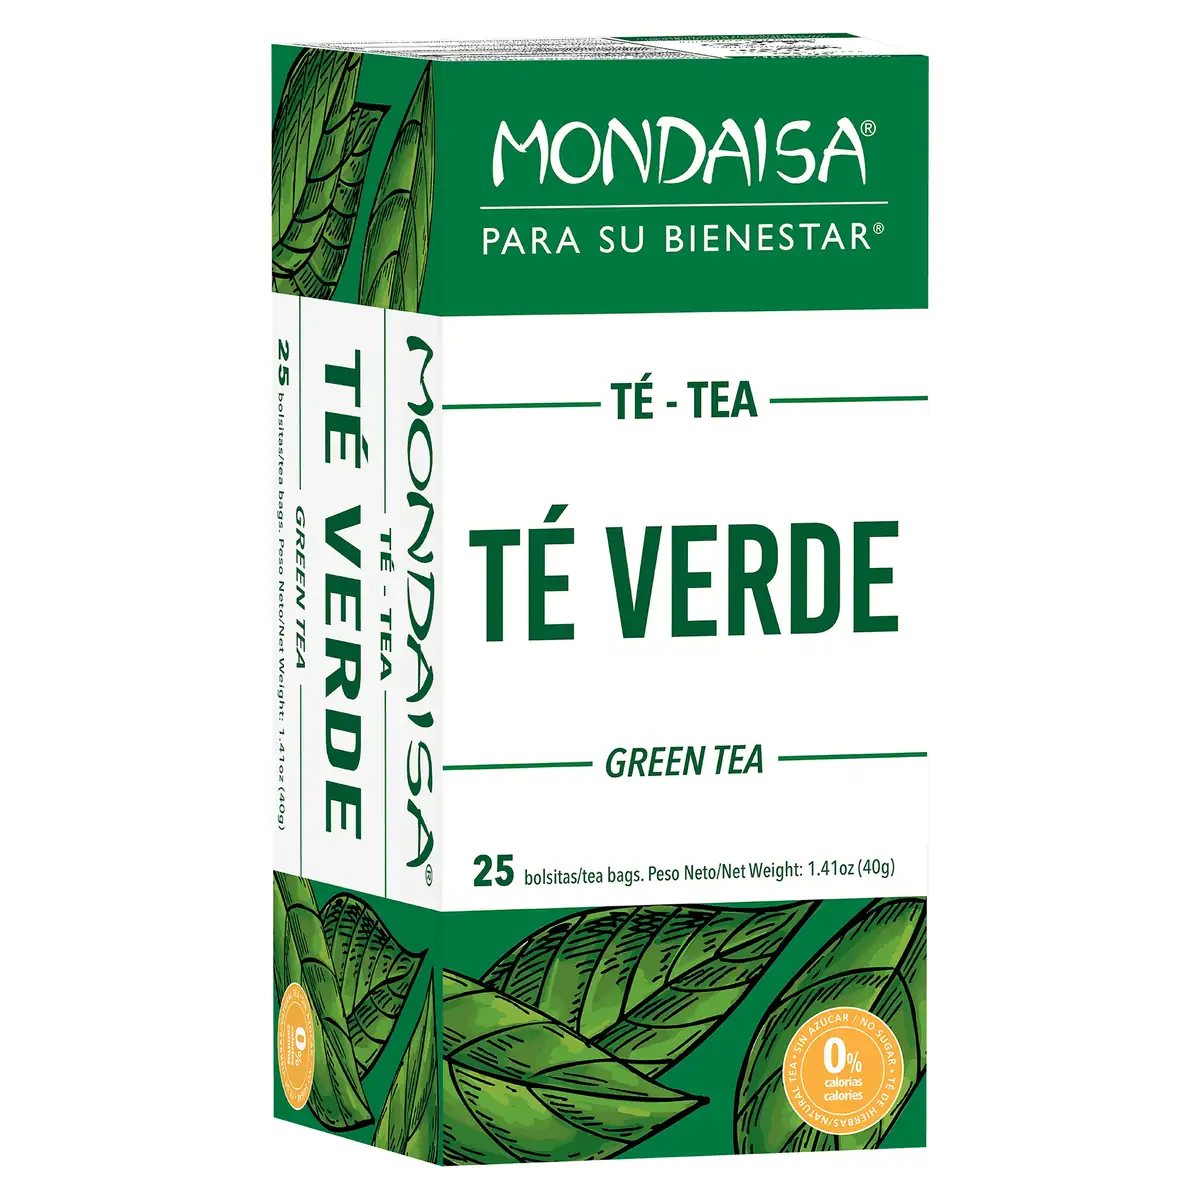 MONDAISA®
PARA SU BIENESTAR®
TÉ - TEA
TÉ VERDE
GREEN TEA
25 bolsitas/tea bags. Peso Neto/Net Weight: 1.41oz (40g)
SIN AZÚCAR / NO SUGAR • TÉ DE HIERBAS/NATURAL TEA •
0%
calorías
calories
MONDAISA®
TÉ - TEA
TÉ VERDE
GREEN TEA
25 bolsitas/tea bags. Peso Neto/Net Weight: 1.41oz (40g)
0%
calorías
calories